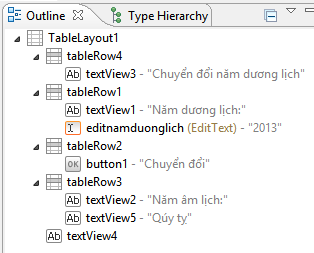 Outline Type Hierarchy
TableLayout1
tableRow4
Ab textView3 - "Chuyển đổi năm dương lịch"
tableRow1
Ab textView1 - "Năm dương lịch:"
I editnamduonglich (EditText) - "2013"
tableRow2
OK button1 - "Chuyển đổi"
tableRow3
Ab textView2 - "Năm âm lịch:"
Ab textView5 - "Qúy tỵ"
Ab textView4